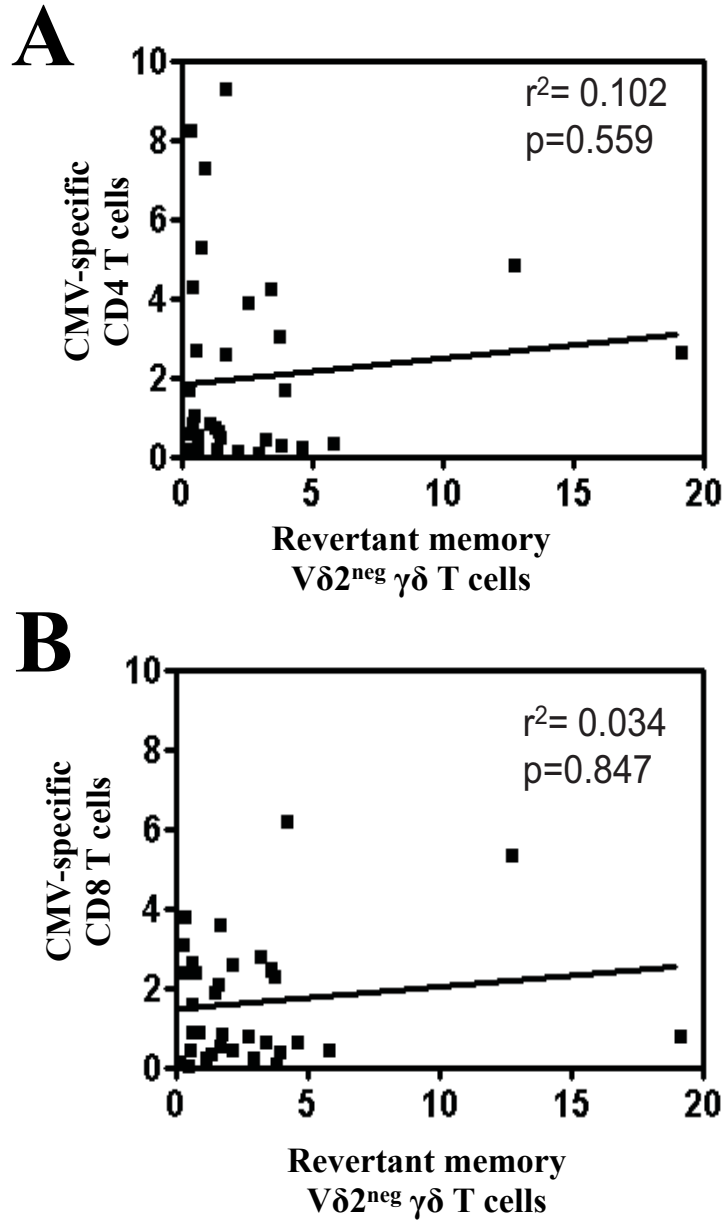 A
10
8
6
4
2
0
CMV-specific
CD4 T cells
r²= 0.102
p=0.559
0 5 10 15 20
Revertant memory
Vδ2ⁿᵉᵍ γδ T cells
B
10
8
6
4
2
0
CMV-specific
CD8 T cells
r²= 0.034
p=0.847
0 5 10 15 20
Revertant memory
Vδ2ⁿᵉᵍ γδ T cells